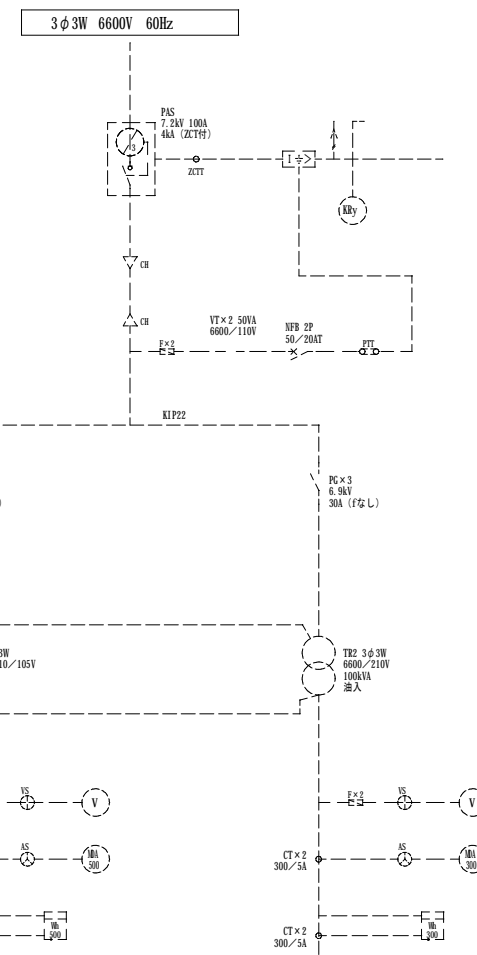 3φ3W 6600V 60Hz
PAS
7.2kV 100A
4kA (ZCT付)
3
ZCTT
I
KRy
CH
CH
VT×2 50VA
6600/110V
F×2
NFB 2P
50/20AT
PTT
KIP22
PG×3
6.9kV
30A (fなし)
)
3W
10/105V
TR2 3φ3W
6600/210V
100kVA
油入
VS
V
F×2
VS
V
AS
MDA
500
CT×2
300/5A
AS
MDA
300
Wh
500
CT×2
300/5A
Wh
300